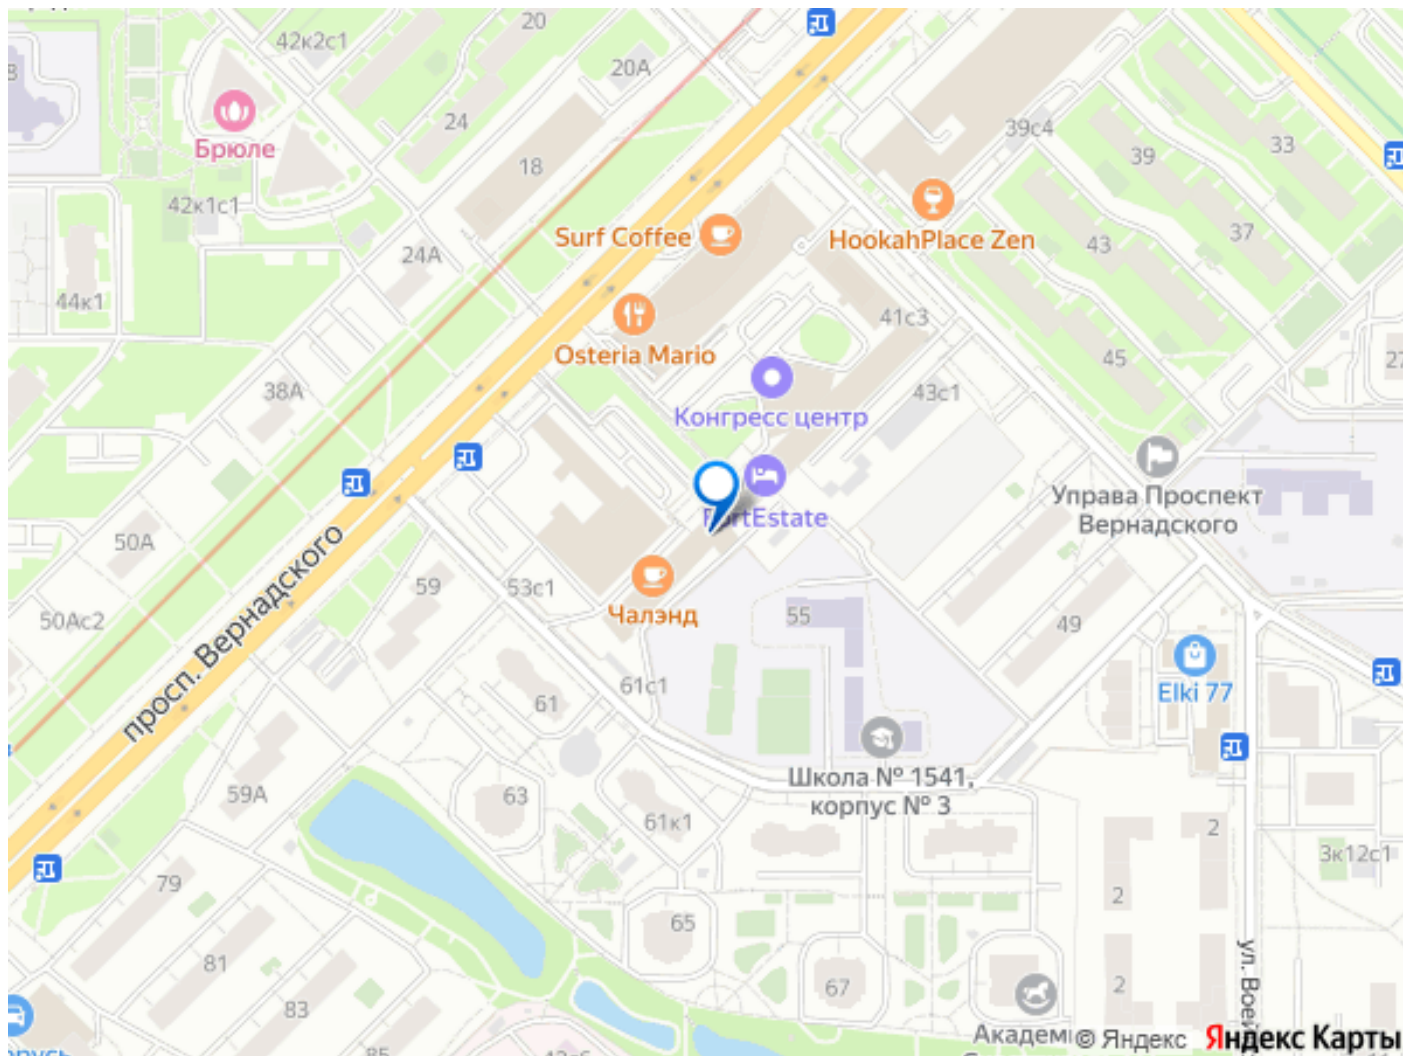 42к2с1
20
20А
Брюле
24
18
39с4
39
33
42к1с1
Surf Coffee
HookahPlace Zen
43
37
24А
44к1
41с3
Osteria Mario
45
38А
43с1
Конгресс центр
Управа Проспект
Вернадского
50А
просп. Вернадского
59
53с1
Чалэнд
55
49
50Ас2
61
61с1
Elki 77
Школа № 1541,
корпус № 3
59А
63
61к1
2
3к12с1
79
65
2
81
67
2
83
85
© Яндекс
Яндекс Карты